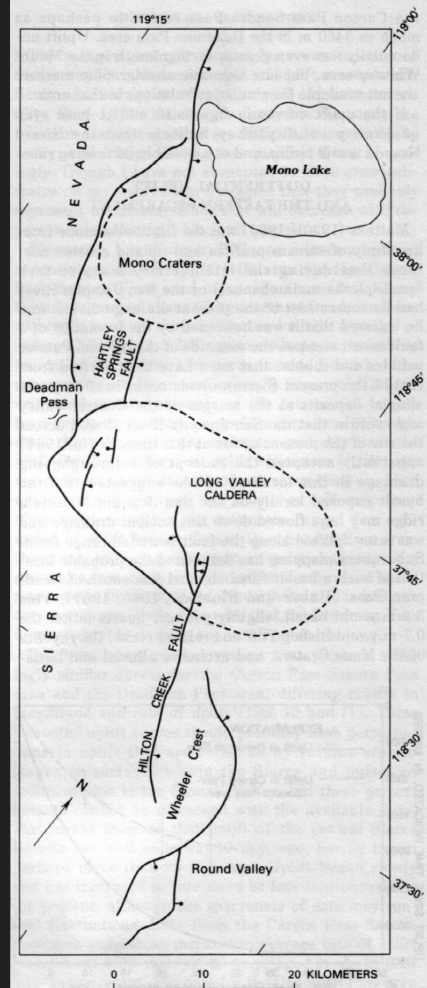 119°15'
119°00'
NEVADA
Mono Lake
Mono Craters
38°00'
HARTLEY
SPRINGS
FAULT
Deadman
Pass
118°45'
LONG VALLEY
CALDERA
37°45'
SIERRA
HILTON CREEK FAULT
Wheeler Crest
118°30'
N
Round Valley
37°30'
0 10 20 KILOMETERS